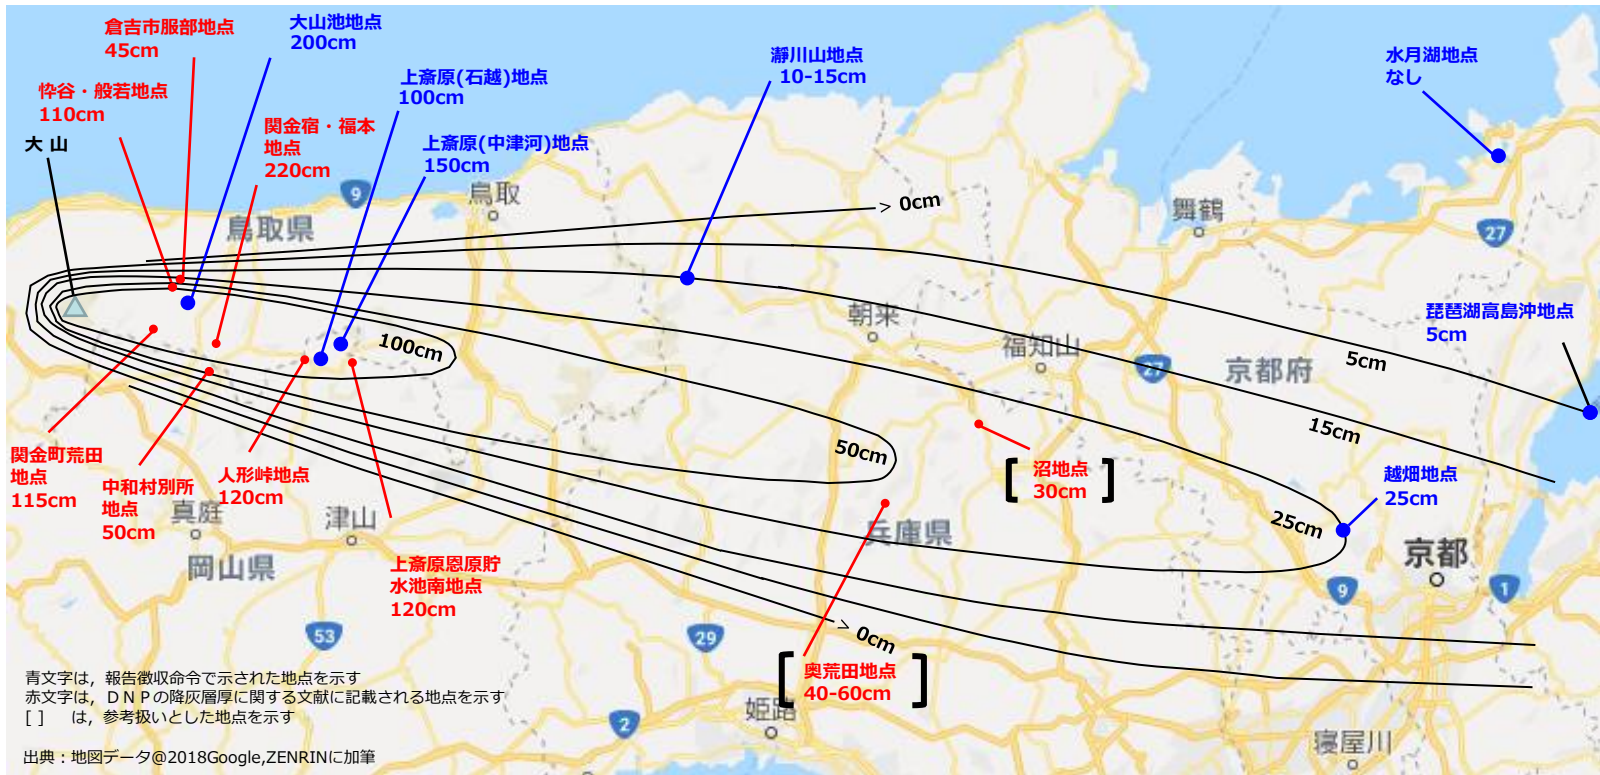 倉吉市服部地点
45cm
大山池地点
200cm
瀞川山地点
10-15cm
水月湖地点
なし
上斎原(石越)地点
100cm
恘谷・般若地点
110cm
関金宿・福本
地点
220cm
大 山
上斎原(中津河)地点
150cm
9
鳥取
> 0cm
舞鶴
鳥取県
27
朝来
琵琶湖高島沖地点
5cm
100cm
福知山
5cm
27
京都府
15cm
50cm
関金町荒田
地点
115cm
中和村別所
地点
50cm
人形峠地点
120cm
[ 沼地点
30cm ]
越畑地点
25cm
真庭
津山
兵庫県
25cm
京都
岡山県
上斎原恩原貯
水池南地点
120cm
9
1
53
29
> 0cm
[ 奥荒田地点
40-60cm ]
青文字は，報告徴収命令で示された地点を示す
赤文字は，ＤＮＰの降灰層厚に関する文献に記載される地点を示す
[ ] は，参考扱いとした地点を示す
姫路
2
寝屋川
出典：地図データ@2018Google,ZENRINに加筆